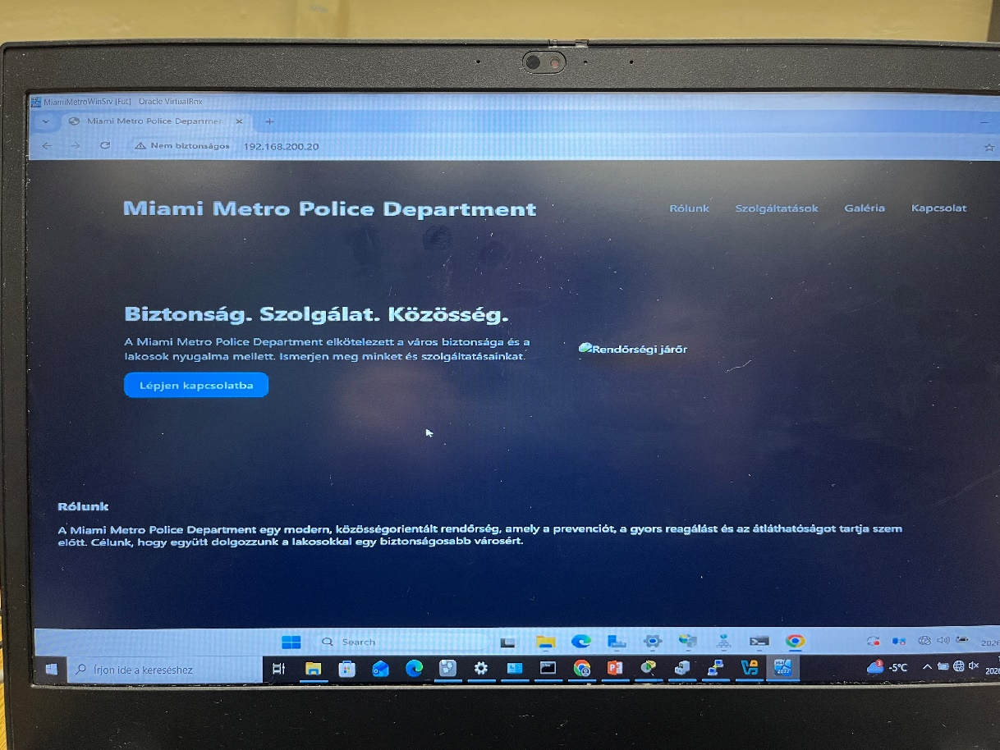 MiamiMetroWinSrv [Fut] - Oracle VirtualBox
Miami Metro Police Departmen
Nem biztonságos 192.168.200.20
Miami Metro Police Department
Rólunk Szolgáltatások Galéria Kapcsolat
Biztonság. Szolgálat. Közösség.
A Miami Metro Police Department elkötelezett a város biztonsága és a
lakosok nyugalma mellett. Ismerjen meg minket és szolgáltatásainkat.
Rendőrségi járőr
Lépjen kapcsolatba
Rólunk
A Miami Metro Police Department egy modern, közösségorientált rendőrség, amely a prevenciót, a gyors reagálást és az átláthatóságot tartja szem
előtt. Célunk, hogy együtt dolgozzunk a lakosokkal egy biztonságosabb városért.
Search
Írjon ide a kereséshez
-5°C